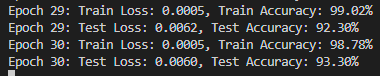 Epoch 29: Train Loss: 0.0005, Train Accuracy: 99.02%
Epoch 29: Test Loss: 0.0062, Test Accuracy: 92.30%
Epoch 30: Train Loss: 0.0005, Train Accuracy: 98.78%
Epoch 30: Test Loss: 0.0060, Test Accuracy: 93.30%